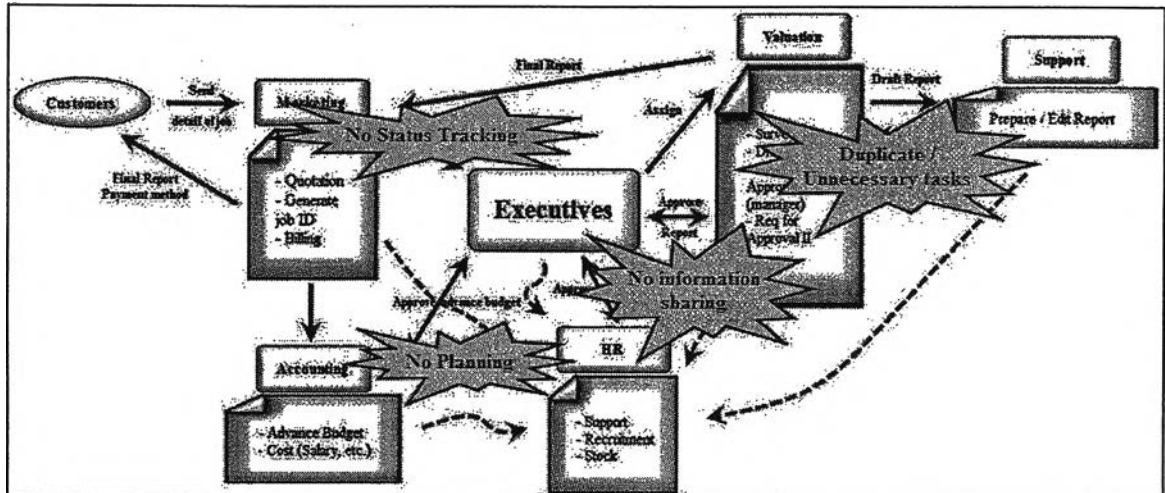 Valuation
Support
Final Report
Draft Report
Customers
Send
detail of job
Marketing
Assign
Prepare / Edit Report
No Status Tracking
Duplicate /
Unnecessary tasks
Final Report
Payment method
- Quotation
- Generate
job ID
- Billing
Executives
Approve
Report
(manager)
- Req for
Approval II
No information
sharing
Approve advance budget
HR
No Planning
Accounting
- Advance Budget
- Cost (Salary, etc.)
- Support
- Recruitment
- Stock